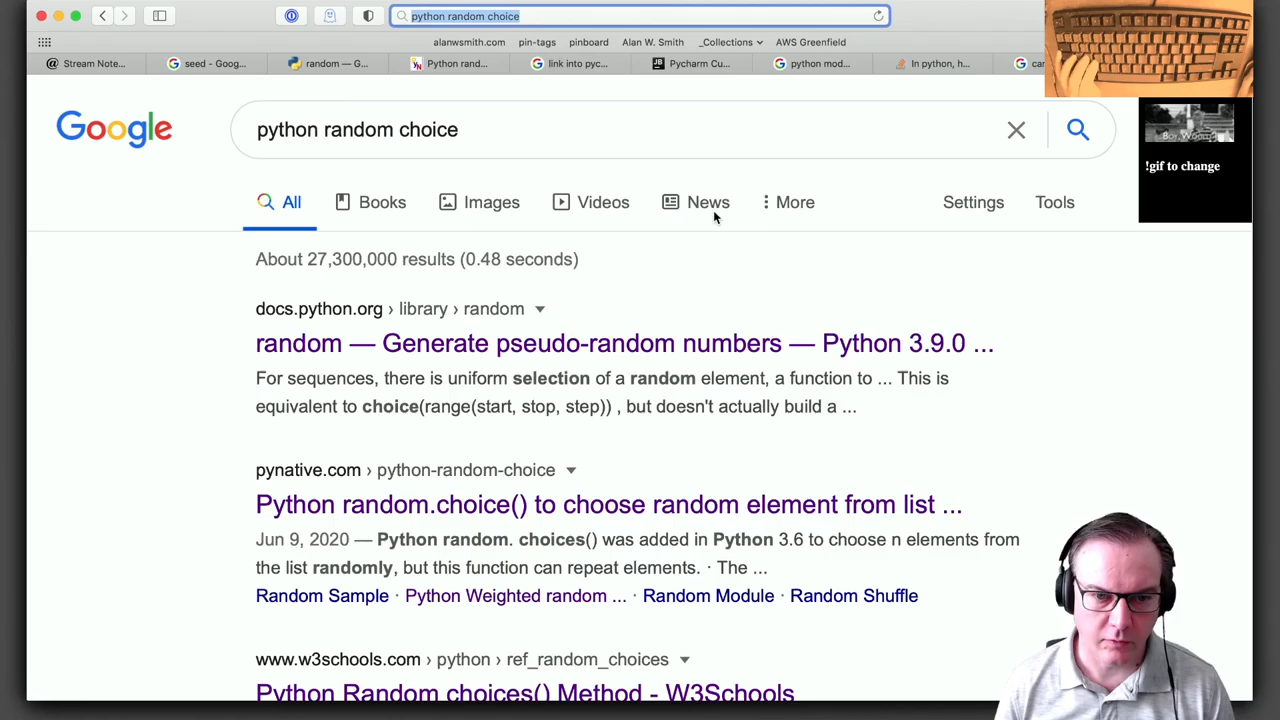 python random choice
alanwsmith.com pin-tags pinboard Alan W. Smith _Collections AWS Greenfield
Stream Note... seed - Goog... random — G... Python rand... link into pyc... Pycharm Cu... python mod... In python, h...
Google
python random choice
!gif to change
All Books Images Videos News More Settings Tools
About 27,300,000 results (0.48 seconds)
docs.python.org › library › random
random — Generate pseudo-random numbers — Python 3.9.0 ...
For sequences, there is uniform selection of a random element, a function to ... This is
equivalent to choice(range(start, stop, step)) , but doesn't actually build a ...
pynative.com › python-random-choice
Python random.choice() to choose random element from list ...
Jun 9, 2020 — Python random. choices() was added in Python 3.6 to choose n elements from
the list randomly, but this function can repeat elements. · The ...
Random Sample · Python Weighted random ... · Random Module · Random Shuffle
www.w3schools.com › python › ref_random_choices
Python Random choices() Method - W3Schools